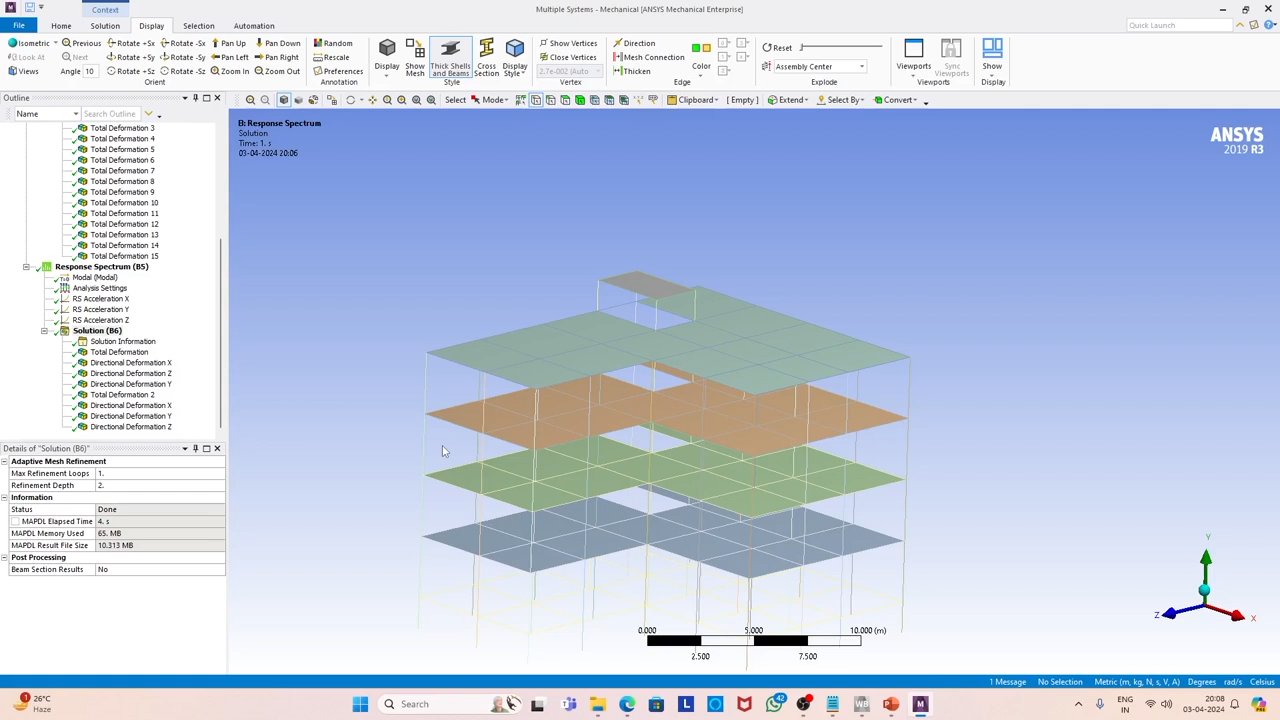 Context
Multiple Systems - Mechanical [ANSYS Mechanical Enterprise]
File Home Solution Display Selection Automation
Quick Launch
Isometric Previous Rotate +Sx Rotate -Sx Pan Up Pan Down Random Show Vertices Direction Reset
Look At Next Rotate +Sy Rotate -Sy Pan Left Pan Right Rescale Close Vertices Mesh Connection Assembly Center
Views Angle 10 Rotate +Sz Rotate -Sz Zoom In Zoom Out Preferences 2.7e-002 (Auto Thicken
Display Show Mesh Thick Shells and Beams Cross Section Display Style Color Viewports Sync Viewports Show
Orient Annotation Style Vertex Edge Explode Viewports Display
Outline
Name Search Outline
Select Mode Clipboard [ Empty ] Extend Select By Convert
Total Deformation 3
Total Deformation 4
Total Deformation 5
Total Deformation 6
Total Deformation 7
Total Deformation 8
Total Deformation 9
Total Deformation 10
Total Deformation 11
Total Deformation 12
Total Deformation 13
Total Deformation 14
Total Deformation 15
Response Spectrum (B5)
Modal (Modal)
Analysis Settings
RS Acceleration X
RS Acceleration Y
RS Acceleration Z
Solution (B6)
Solution Information
Total Deformation
Directional Deformation X
Directional Deformation Z
Directional Deformation Y
Total Deformation 2
Directional Deformation X
Directional Deformation Y
Directional Deformation Z
Details of "Solution (B6)"
Adaptive Mesh Refinement
Max Refinement Loops 1.
Refinement Depth 2.
Information
Status Done
MAPDL Elapsed Time 4. s
MAPDL Memory Used 65. MB
MAPDL Result File Size 10.313 MB
Post Processing
Beam Section Results No
B: Response Spectrum
Solution
Time: 1. s
03-04-2024 20:06
ANSYS
2019 R3
0.000 5.000 10.000 (m)
2.500 7.500
Y
Z X
1 Message No Selection Metric (m, kg, N, s, V, A) Degrees rad/s Celsius
26°C
Haze
Search
42
ENG
IN
20:08
03-04-2024